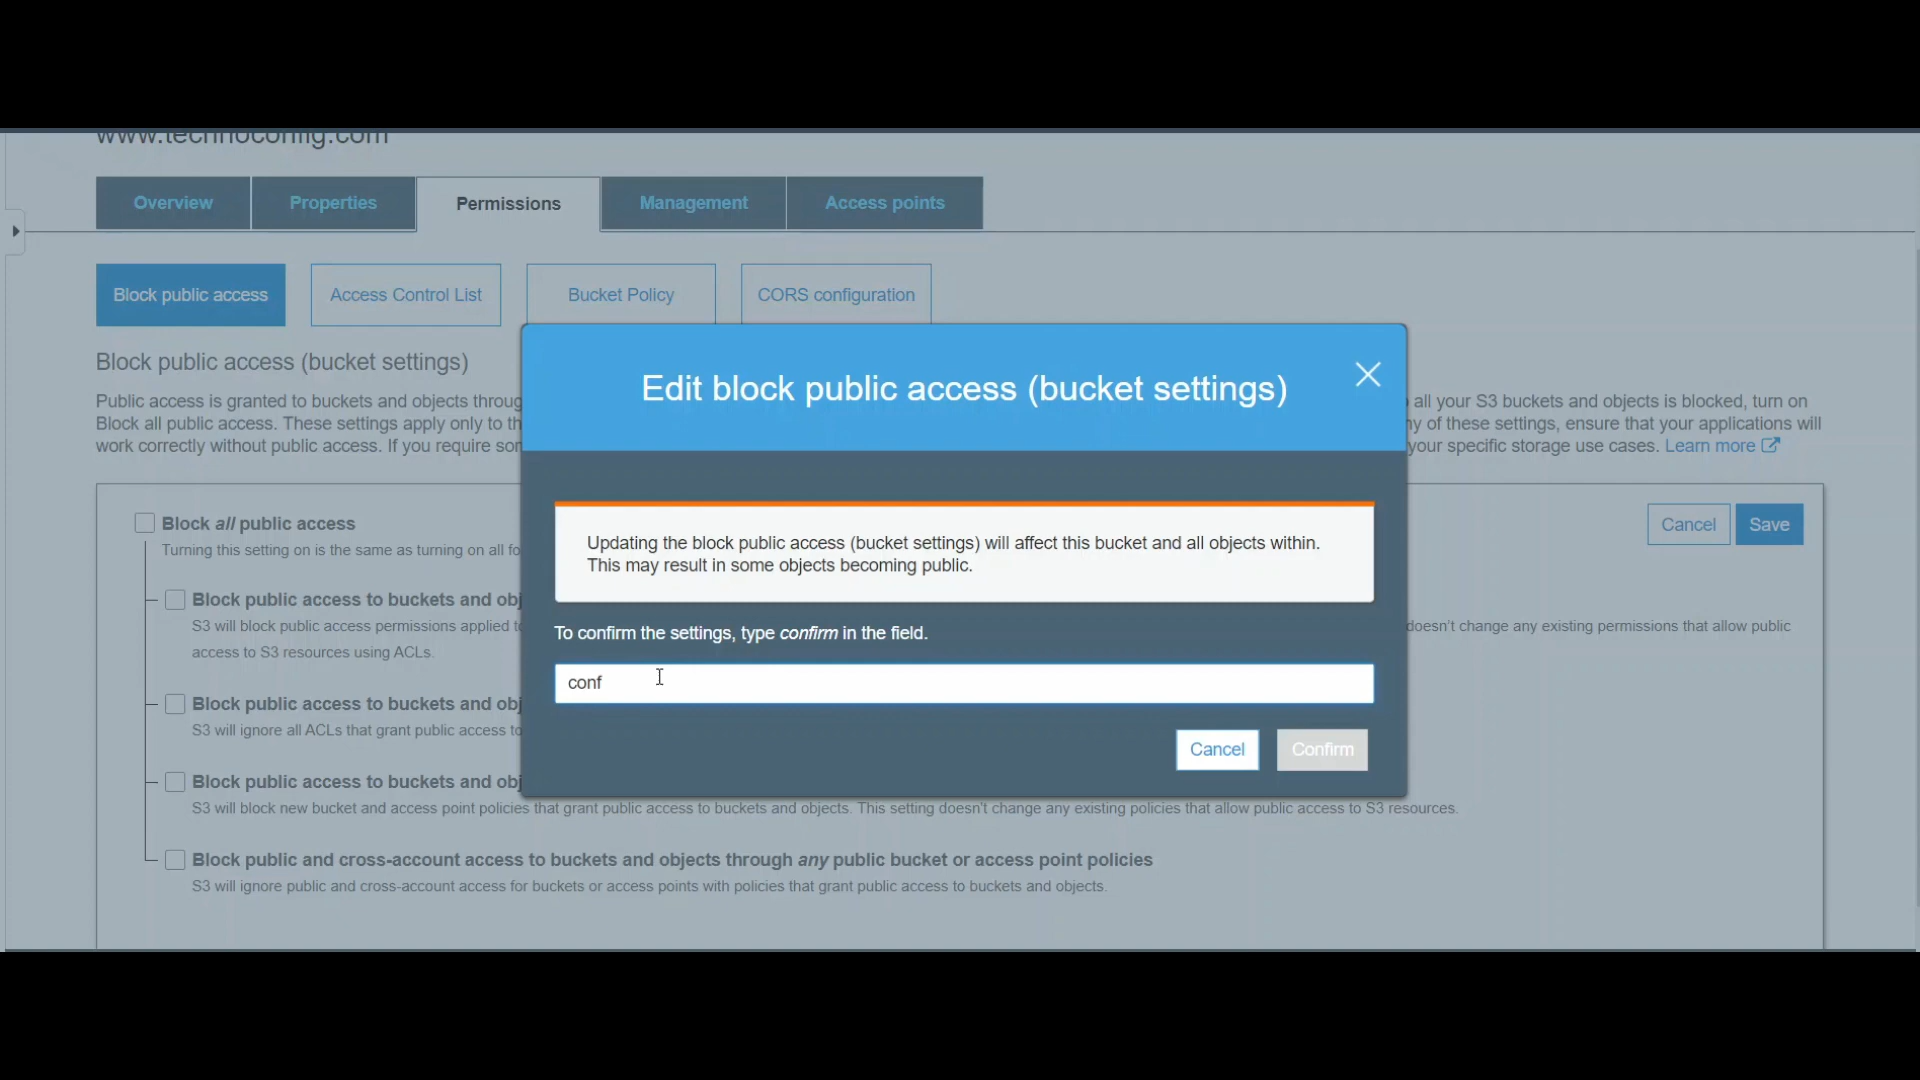 www.technoconfig.com
Overview
Properties
Permissions
Management
Access points
Block public access
Access Control List
Bucket Policy
CORS configuration
Edit block public access (bucket settings)
Block public access (bucket settings)
Public access is granted to buckets and objects throug
all your S3 buckets and objects is blocked, turn on
Block all public access. These settings apply only to th
ny of these settings, ensure that your applications will
work correctly without public access. If you require so
your specific storage use cases. Learn more
Updating the block public access (bucket settings) will affect this bucket and all objects within.
This may result in some objects becoming public.
Block all public access
Cancel
Save
Turning this setting on is the same as turning on all fo
Block public access to buckets and obj
S3 will block public access permissions applied to
doesn't change any existing permissions that allow public
access to S3 resources using ACLs.
To confirm the settings, type confirm in the field.
conf
Block public access to buckets and obj
S3 will ignore all ACLs that grant public access to
Cancel
Confirm
Block public access to buckets and obj
S3 will block new bucket and access point policies that grant public access to buckets and objects. This setting doesn't change any existing policies that allow public access to S3 resources.
Block public and cross-account access to buckets and objects through any public bucket or access point policies
S3 will ignore public and cross-account access for buckets or access points with policies that grant public access to buckets and objects.